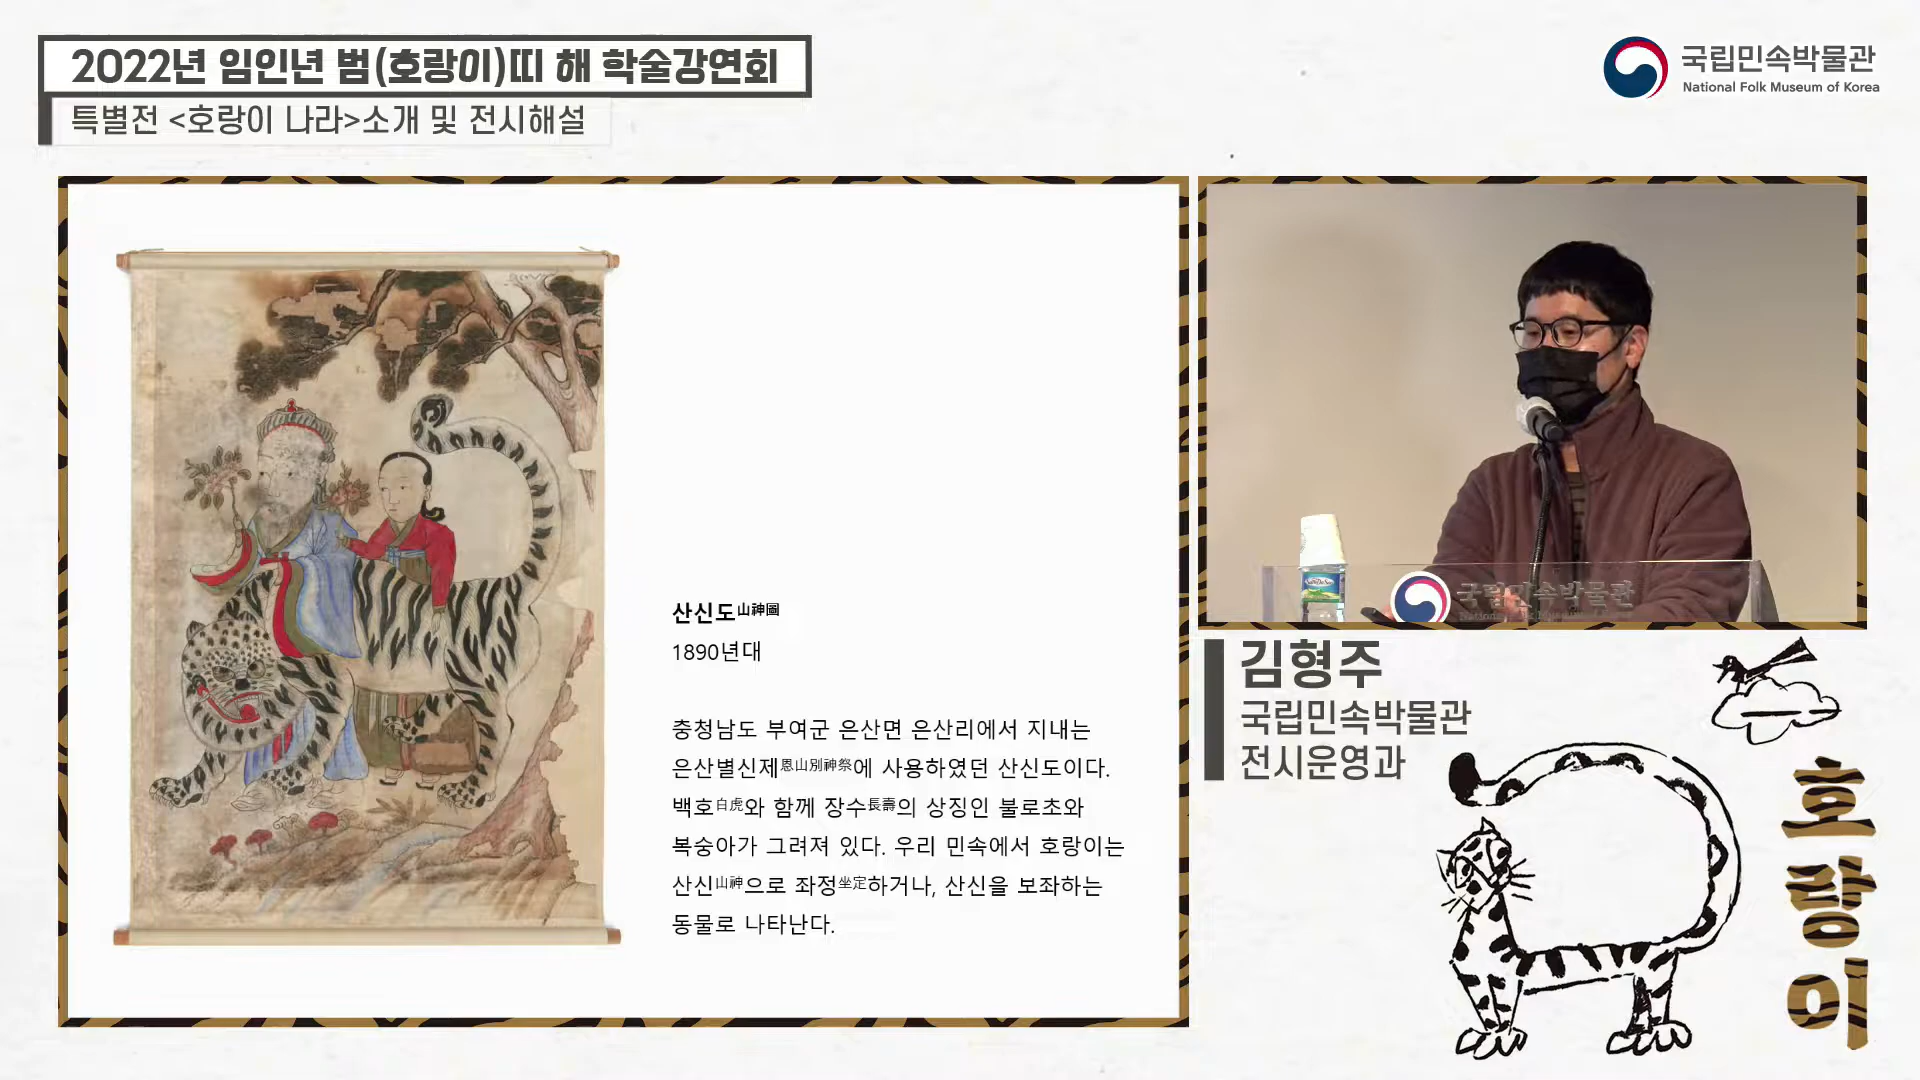 2022년 임인년 범(호랑이)띠 해 학술강연회
특별전 <호랑이 나라>소개 및 전시해설
국립민속박물관
National Folk Museum of Korea
산신도山神圖
1890년대
충청남도 부여군 은산면 은산리에서 지내는
은산별신제恩山別神祭에 사용하였던 산신도이다.
백호白虎와 함께 장수長壽의 상징인 불로초와
복숭아가 그려져 있다. 우리 민속에서 호랑이는
산신山神으로 좌정坐定하거나, 산신을 보좌하는
동물로 나타난다.
국립민속박물관
김형주
국립민속박물관
전시운영과
호랑이